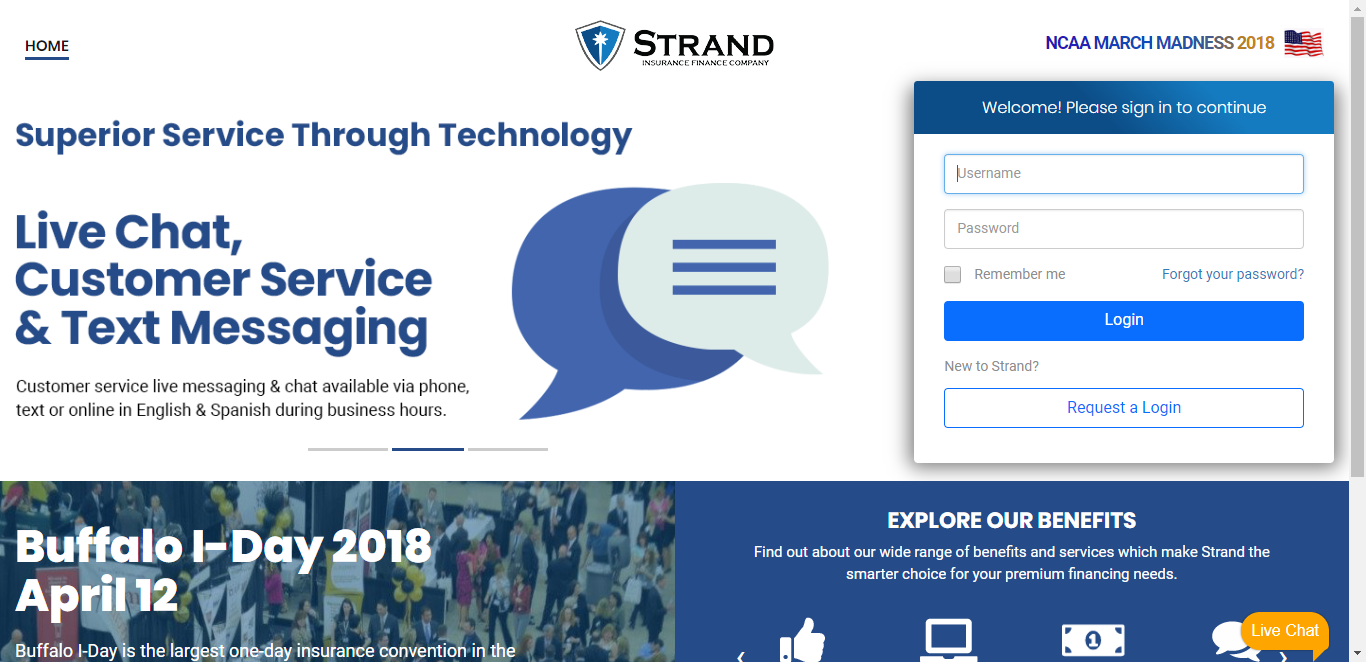 HOME
STRAND
INSURANCE FINANCE COMPANY
NCAA MARCH MADNESS 2018
Superior Service Through Technology
Live Chat,
Customer Service
& Text Messaging
Customer service live messaging & chat available via phone,
text or online in English & Spanish during business hours.
Welcome! Please sign in to continue
Username
Password
Remember me
Forgot your password?
Login
New to Strand?
Request a Login
Buffalo I-Day 2018
April 12
Buffalo I-Day is the largest one-day insurance convention in the
EXPLORE OUR BENEFITS
Find out about our wide range of benefits and services which make Strand the
smarter choice for your premium financing needs.
1
Live Chat